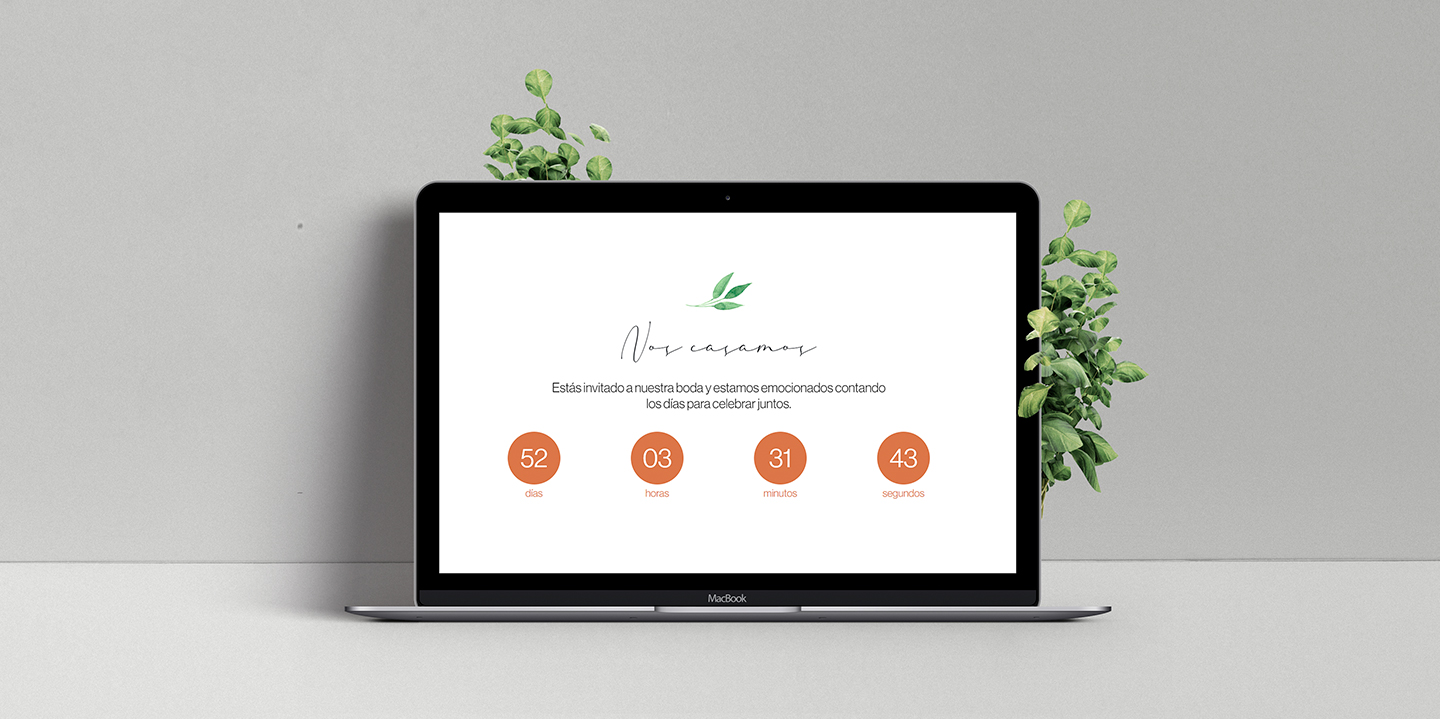 Nos casamos
Estás invitado a nuestra boda y estamos emocionados contando
los días para celebrar juntos.
52 03 31 43
días horas minutos segundos
MacBook